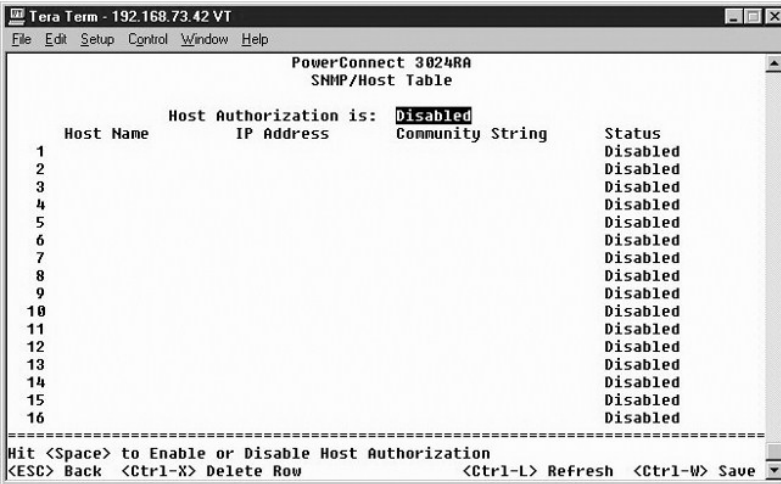 Tera Term - 192.168.73.42 VT
File Edit Setup Control Window Help
PowerConnect 3024RA
SNMP/Host Table
Host Authorization is: Disabled
Host Name IP Address Community String Status
1 Disabled
2 Disabled
3 Disabled
4 Disabled
5 Disabled
6 Disabled
7 Disabled
8 Disabled
9 Disabled
10 Disabled
11 Disabled
12 Disabled
13 Disabled
14 Disabled
15 Disabled
16 Disabled
Hit <Space> to Enable or Disable Host Authorization
<ESC> Back <Ctrl-X> Delete Row <Ctrl-L> Refresh <Ctrl-W> Save